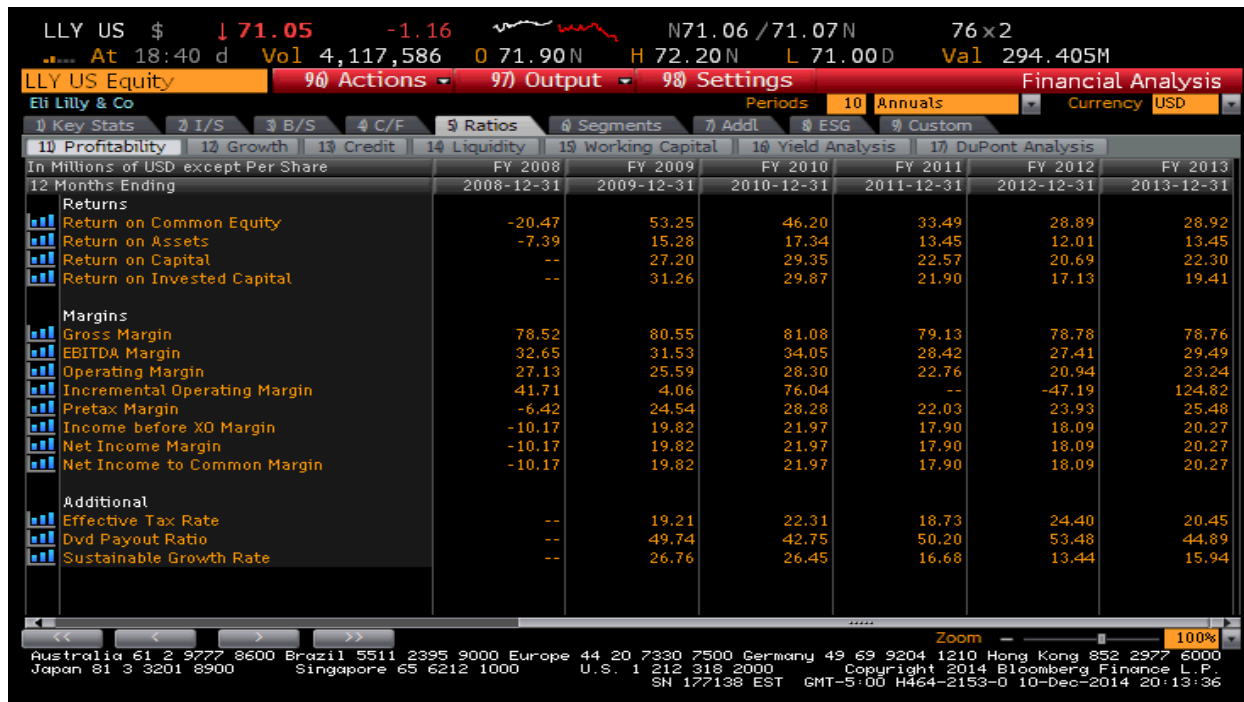 LLY US $ ↓71.05 -1.16 N71.06/71.07N 76×2
At 18:40 d Vol 4,117,586 O 71.90N H 72.20N L 71.00D Val 294.405M
LLY US Equity 96) Actions 97) Output 98) Settings Financial Analysis
Eli Lilly & Co Periods 10 Annuals Currency USD
1) Key Stats 2) I/S 3) B/S 4) C/F 5) Ratios 6) Segments 7) Addl 8) ESG 9) Custom
11) Profitability 12) Growth 13) Credit 14) Liquidity 15) Working Capital 16) Yield Analysis 17) DuPont Analysis
In Millions of USD except Per Share FY 2008 FY 2009 FY 2010 FY 2011 FY 2012 FY 2013
12 Months Ending 2008-12-31 2009-12-31 2010-12-31 2011-12-31 2012-12-31 2013-12-31
Returns
Return on Common Equity -20.47 53.25 46.20 33.49 28.89 28.92
Return on Assets -7.39 15.28 17.34 13.45 12.01 13.45
Return on Capital -- 27.20 29.35 22.57 20.69 22.30
Return on Invested Capital -- 31.26 29.87 21.90 17.13 19.41
Margins
Gross Margin 78.52 80.55 81.08 79.13 78.78 78.76
EBITDA Margin 32.65 31.53 34.05 28.42 27.41 29.49
Operating Margin 27.13 25.59 28.30 22.76 20.94 23.24
Incremental Operating Margin 41.71 4.06 76.04 -- -47.19 124.82
Pretax Margin -6.42 24.54 28.28 22.03 23.93 25.48
Income before XO Margin -10.17 19.82 21.97 17.90 18.09 20.27
Net Income Margin -10.17 19.82 21.97 17.90 18.09 20.27
Net Income to Common Margin -10.17 19.82 21.97 17.90 18.09 20.27
Additional
Effective Tax Rate -- 19.21 22.31 18.73 24.40 20.45
Dvd Payout Ratio -- 49.74 42.75 50.20 53.48 44.89
Sustainable Growth Rate -- 26.76 26.45 16.68 13.44 15.94
<< < > >> Zoom 100%
Australia 61 2 9777 8600 Brazil 5511 2395 9000 Europe 44 20 7330 7500 Germany 49 69 9204 1210 Hong Kong 852 2977 6000
Japan 81 3 3201 8900 Singapore 65 6212 1000 U.S. 1 212 318 2000 Copyright 2014 Bloomberg Finance L.P.
SN 177138 EST GMT-5:00 H464-2153-0 10-Dec-2014 20:13:36